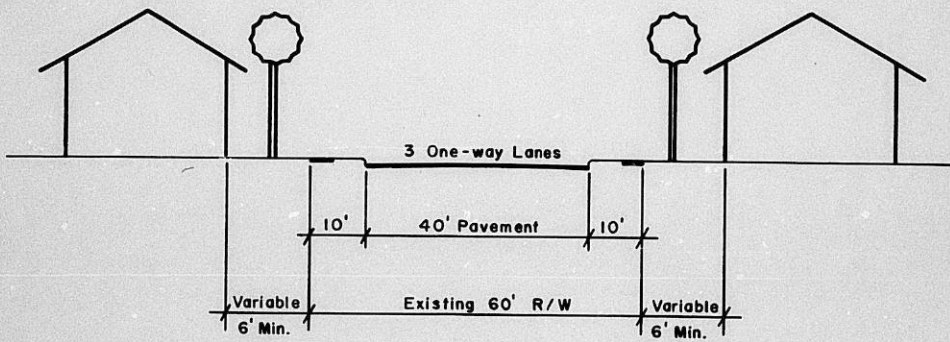 3 One-way Lanes
10' 40' Pavement 10'
Variable Existing 60' R/W Variable
6' Min. 6' Min.